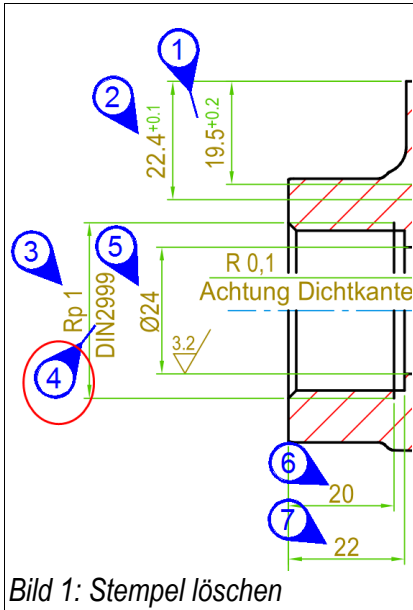 1
2
22.4+0.1
19.5+0.2
3
5
Rp 1
DIN2999
Ø24
R 0,1
Achtung Dichtkante
3.2
4
6
20
7
22
Bild 1: Stempel löschen